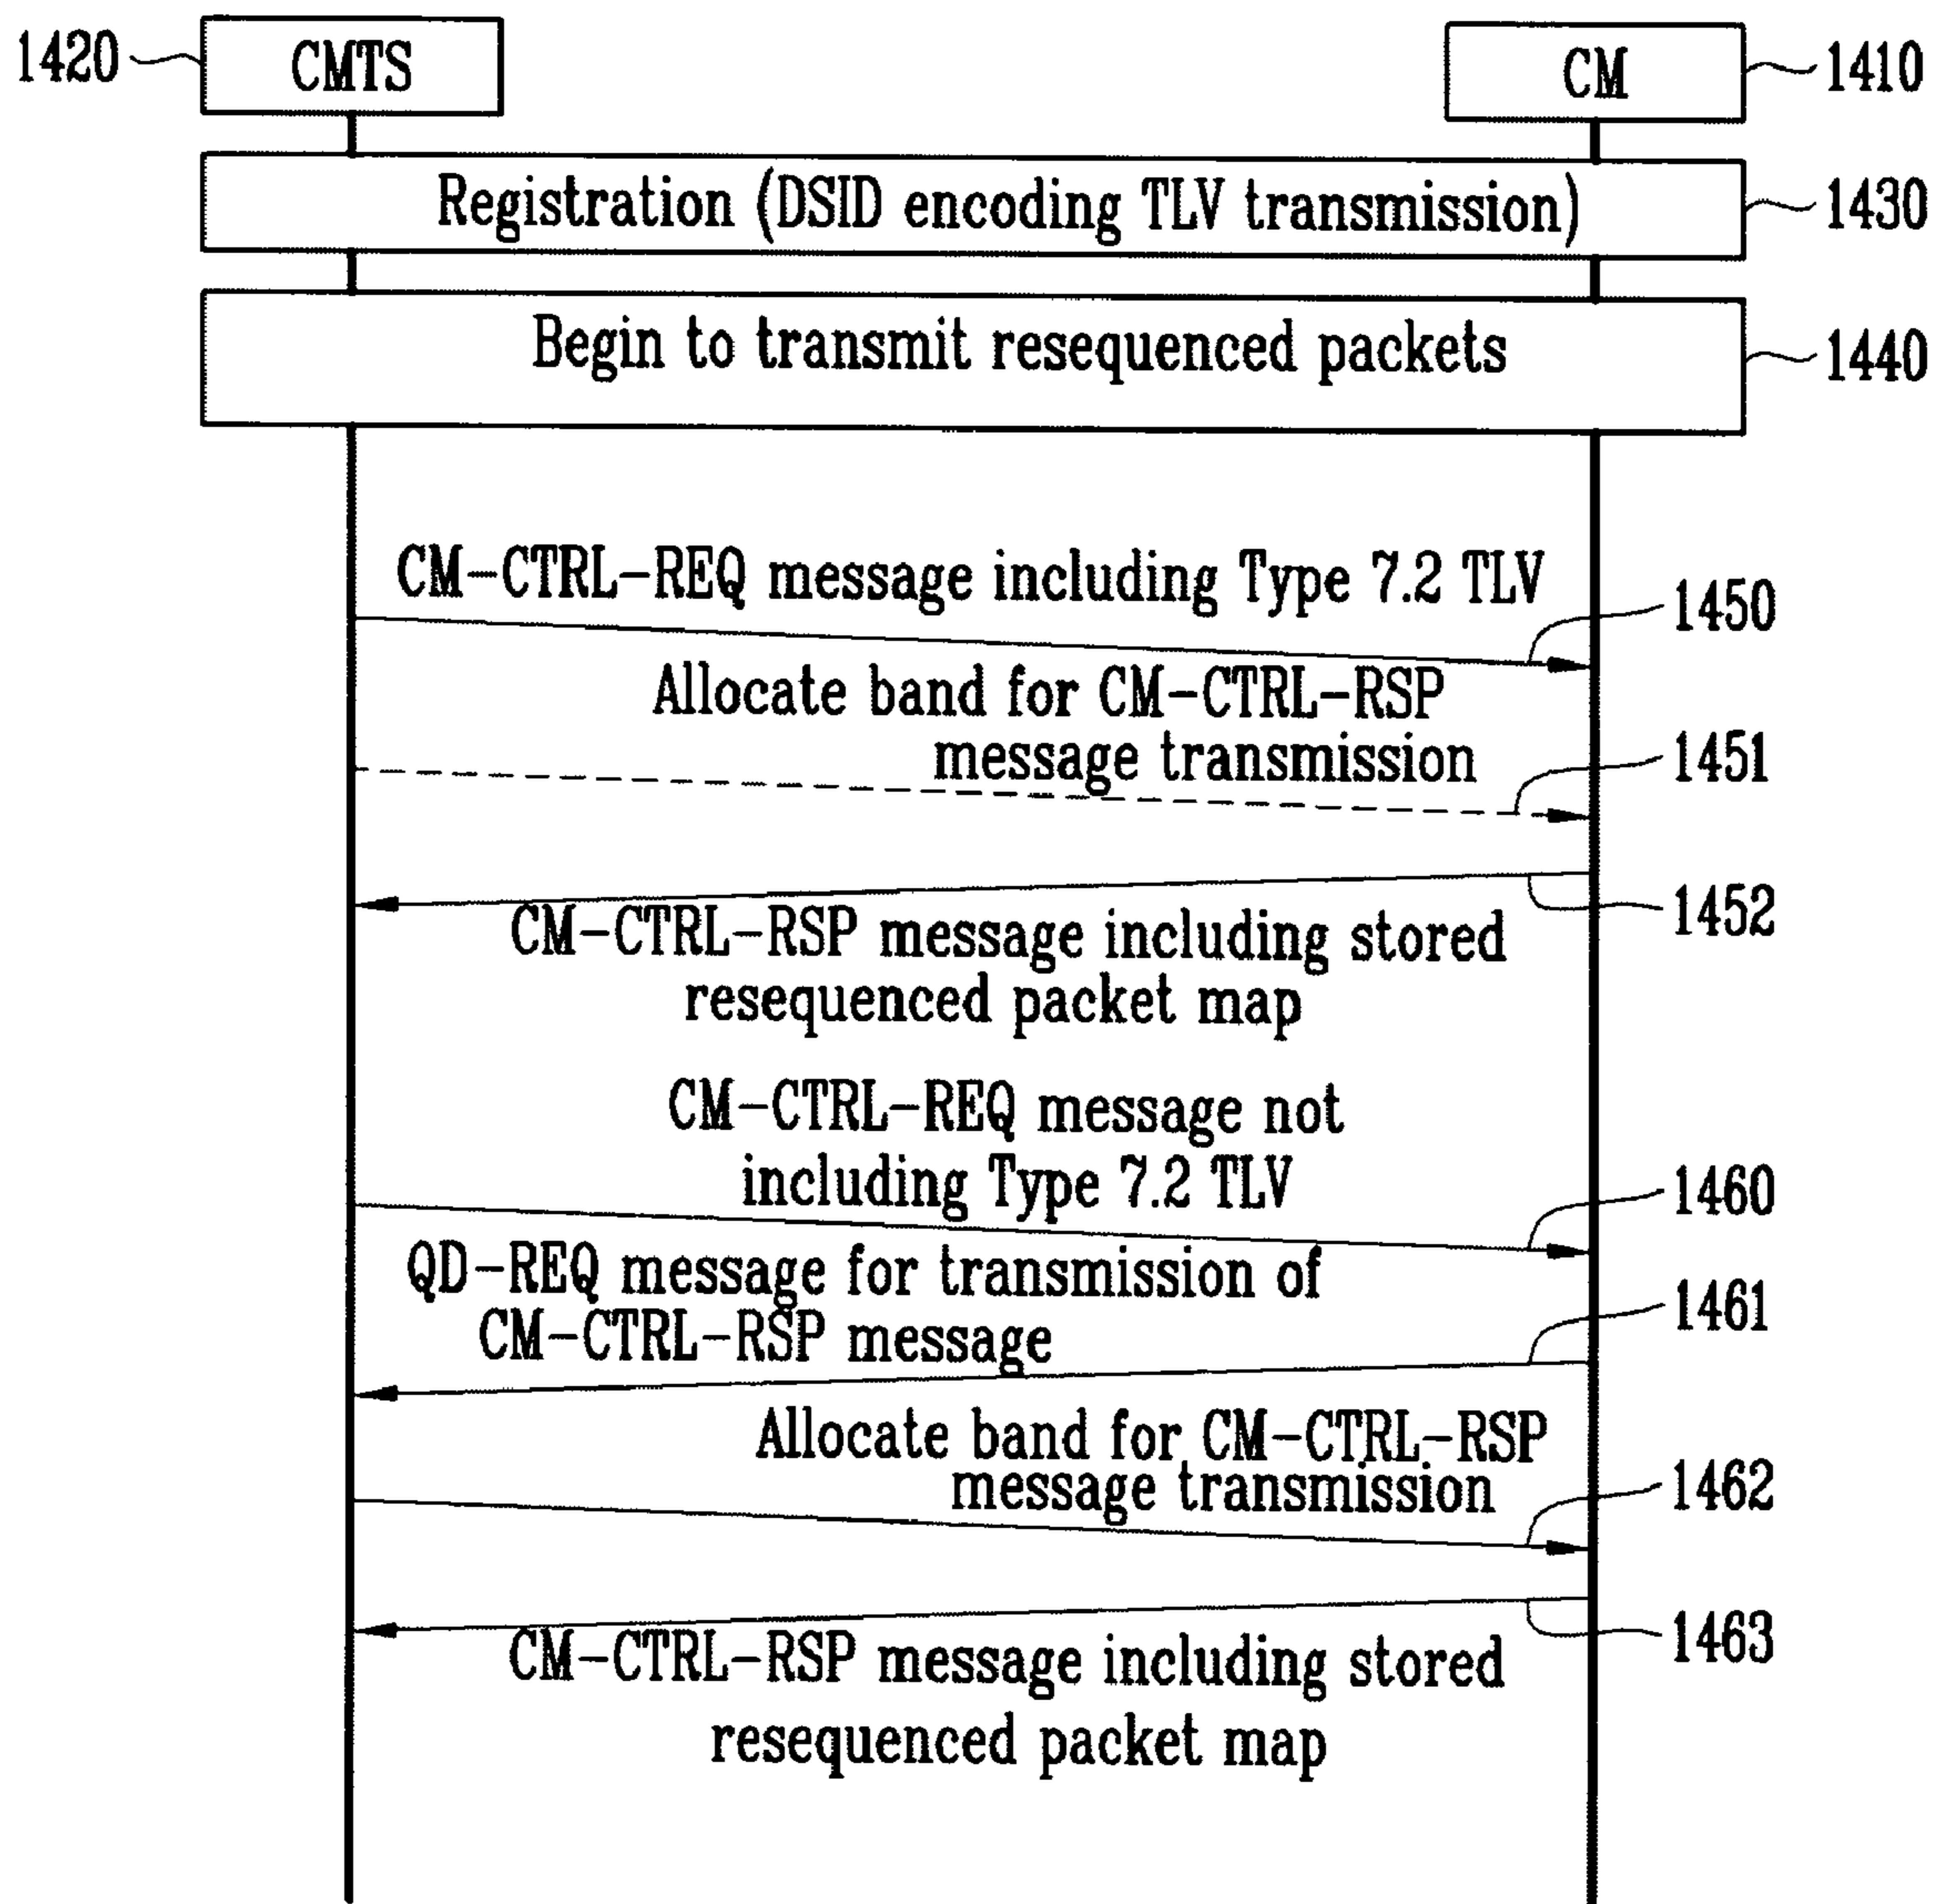 1420
CMTS
CM
1410
Registration (DSID encoding TLV transmission)
1430
Begin to transmit resequenced packets
1440
CM-CTRL-REQ message including Type 7.2 TLV
1450
Allocate band for CM-CTRL-RSP
message transmission
1451
1452
CM-CTRL-RSP message including stored
resequenced packet map
CM-CTRL-REQ message not
including Type 7.2 TLV
1460
QD-REQ message for transmission of
CM-CTRL-RSP message
1461
Allocate band for CM-CTRL-RSP
message transmission
1462
1463
CM-CTRL-RSP message including stored
resequenced packet map